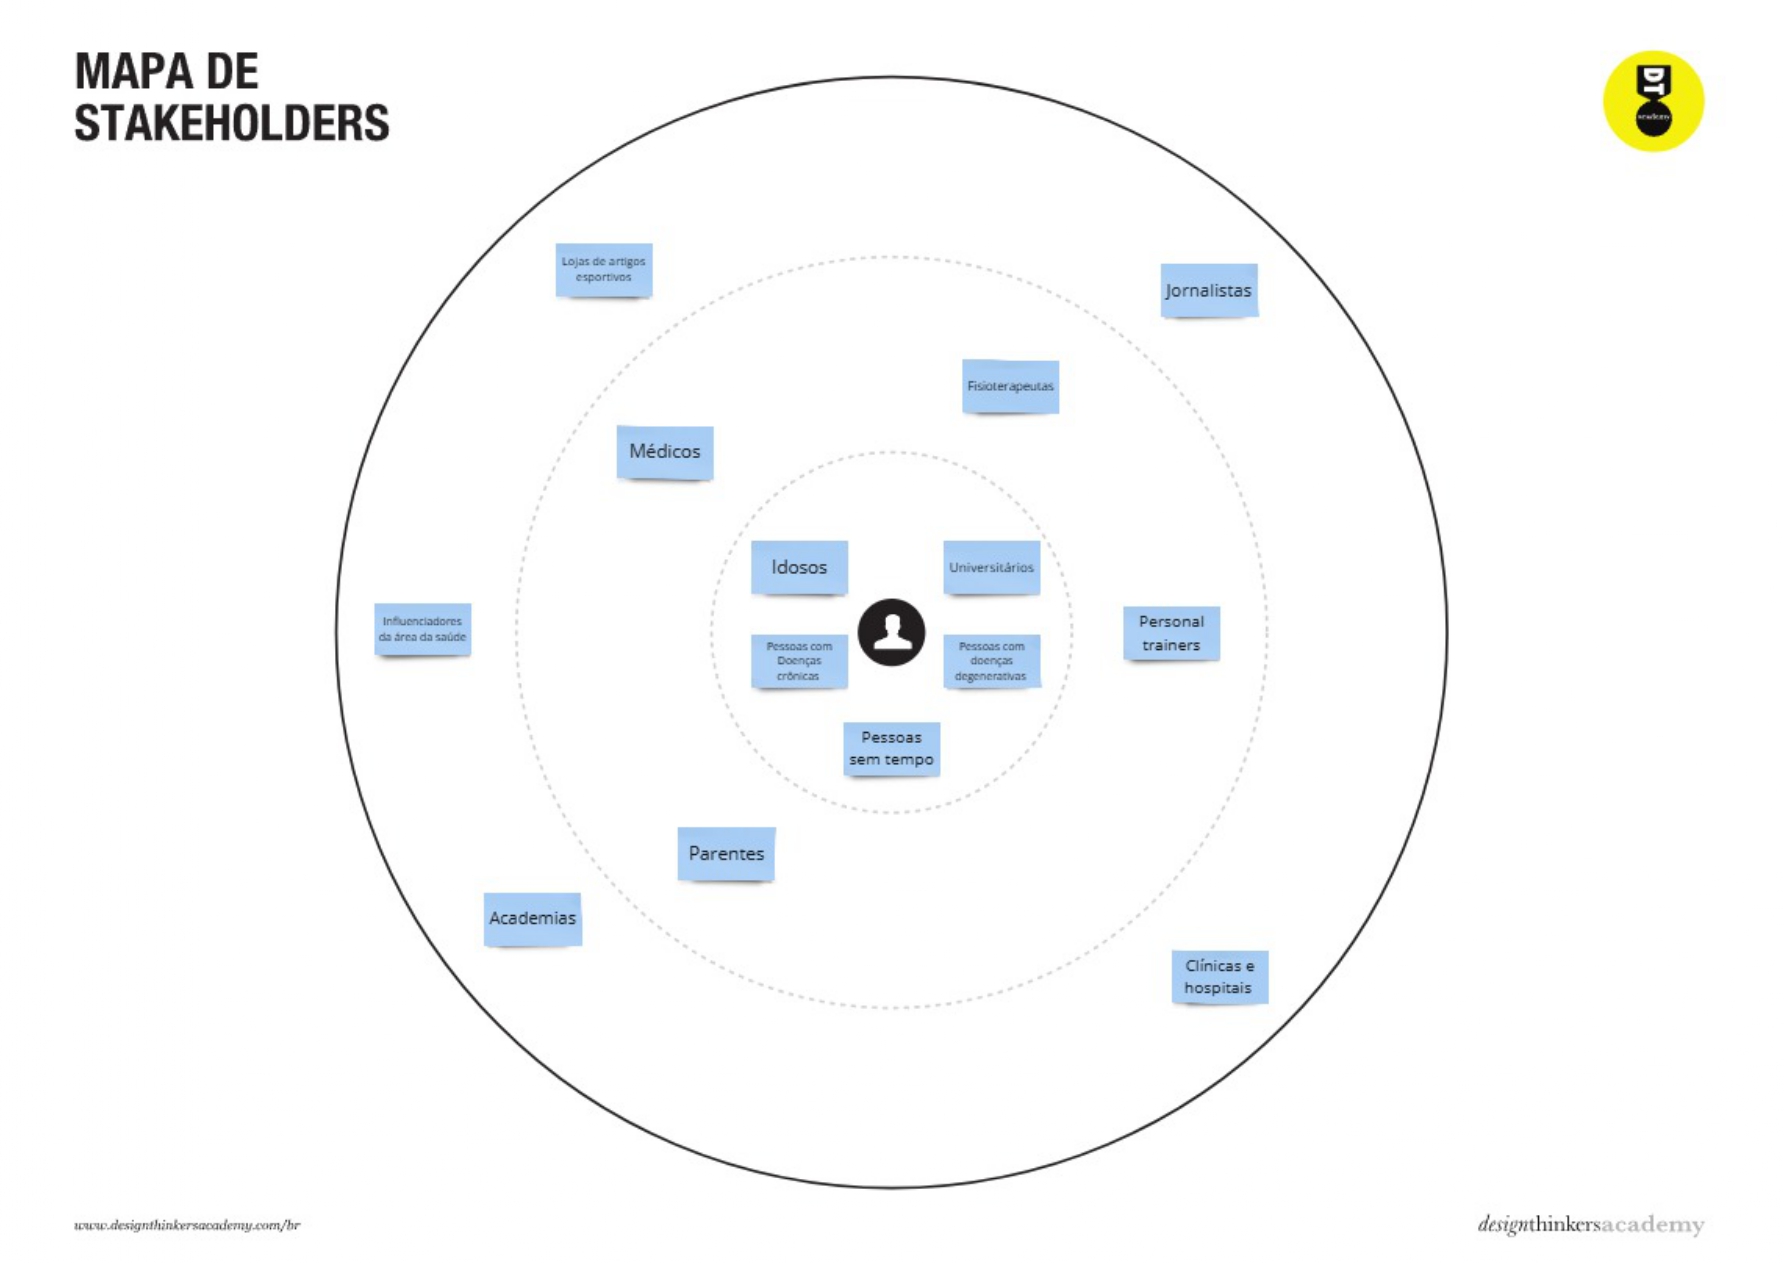 MAPA DE
STAKEHOLDERS
DT
academy
Lojas de artigos
esportivos
Jornalistas
Fisioterapeutas
Médicos
Idosos
Universitários
Influenciadores
da área da saúde
Pessoas com
Doenças
crônicas
Pessoas com
doenças
degenerativas
Personal
trainers
Pessoas
sem tempo
Parentes
Academias
Clínicas e
hospitais
www.designthinkersacademy.com/br
designthinkersacademy